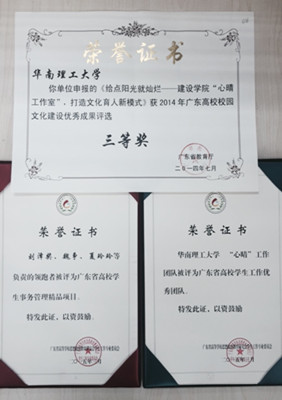 荣誉证书
华南理工大学
你单位申报的《给点阳光就灿烂——建设学院“心晴
工作室”,打造文化育人新模式》获2014年广东高校校园
文化建设优秀成果评选
三等奖
广东省教育厅
二〇一四年七月
荣誉证书
负责的领跑者被评为广东省高校学
生事务管理精品项目。
特发此证,以资鼓励。
荣誉证书
华南理工大学 “心晴”工作
团队被评为广东省高校学生工作优
秀团队。
特发此证,以资鼓励